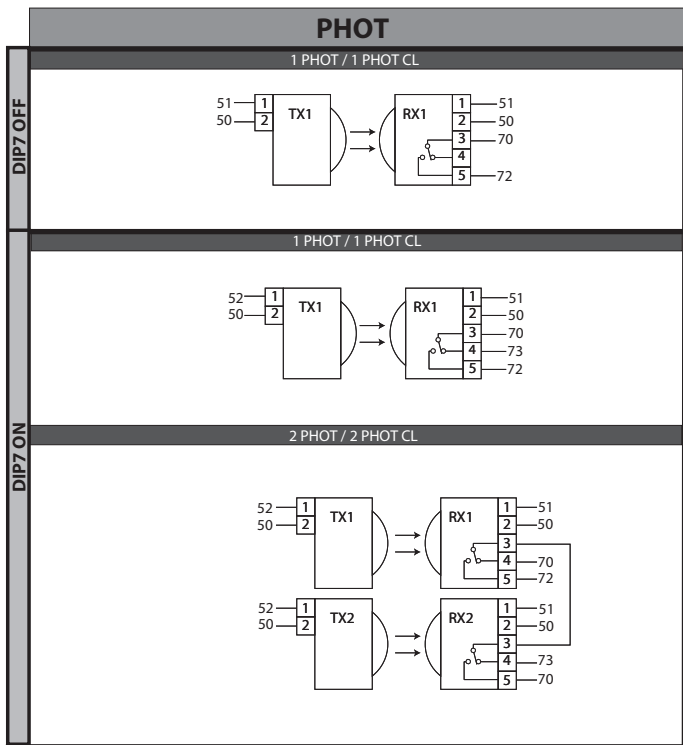 PHOT
DIP7 OFF
1 PHOT / 1 PHOT CL
51 1 TX1 RX1 1 51
50 2 2 50
3 70
4
5 72
DIP7 ON
1 PHOT / 1 PHOT CL
52 1 TX1 RX1 1 51
50 2 2 50
3 70
4 73
5 72
2 PHOT / 2 PHOT CL
52 1 TX1 RX1 1 51
50 2 2 50
3
4 70
5 72
52 1 TX2 RX2 1 51
50 2 2 50
3
4 73
5 70